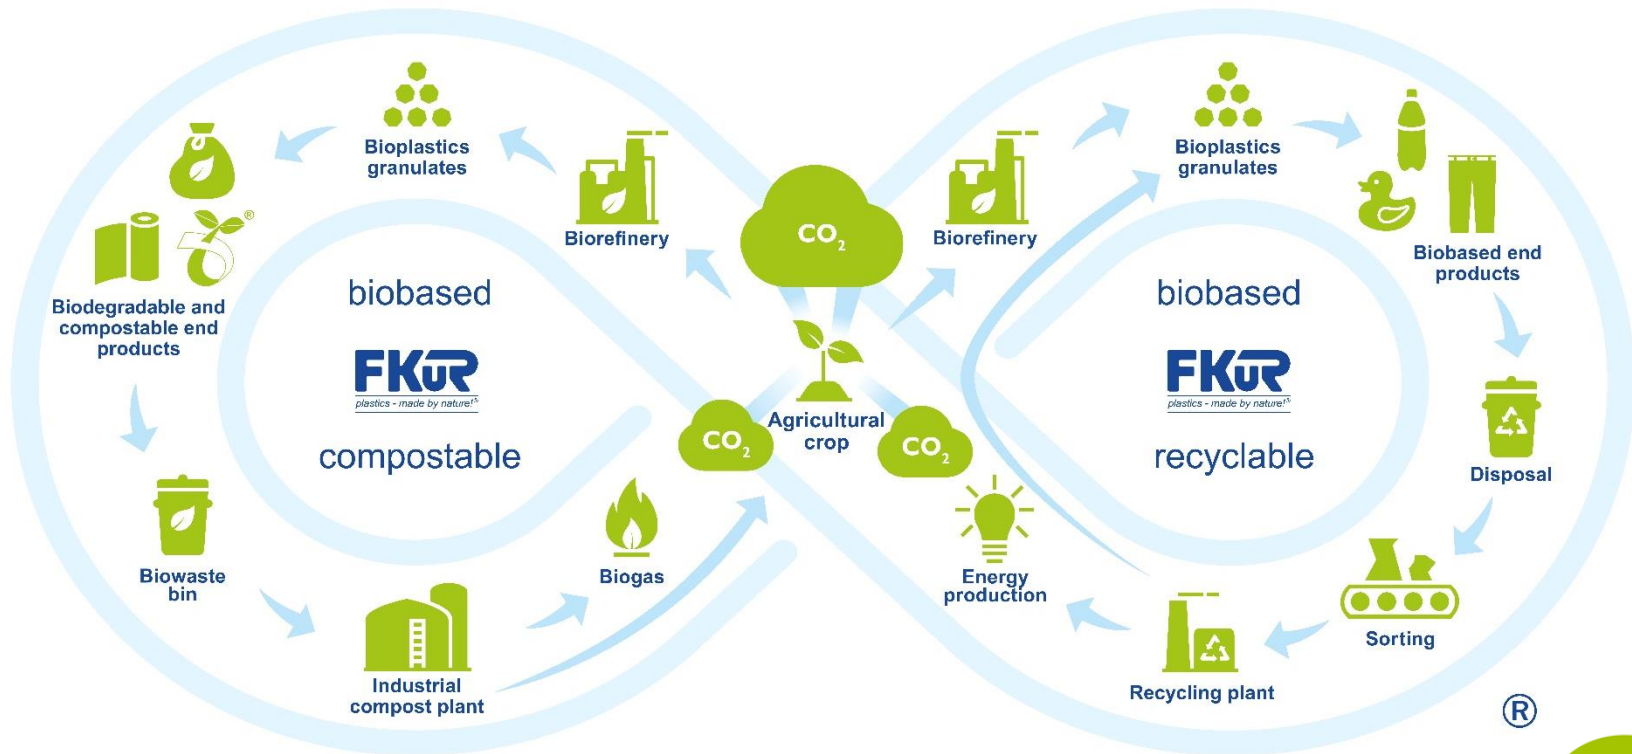 Bioplastics
granulates
Biorefinery
®
Biodegradable and
compostable end
products
biobased
FKUR
plastics - made by nature!®
compostable
Biowaste
bin
Industrial
compost plant
Biogas
CO2
CO2
Agricultural
crop
CO2
Biorefinery
Bioplastics
granulates
Biobased end
products
biobased
FKUR
plastics - made by nature!®
recyclable
Disposal
Sorting
Recycling plant
Energy
production
®